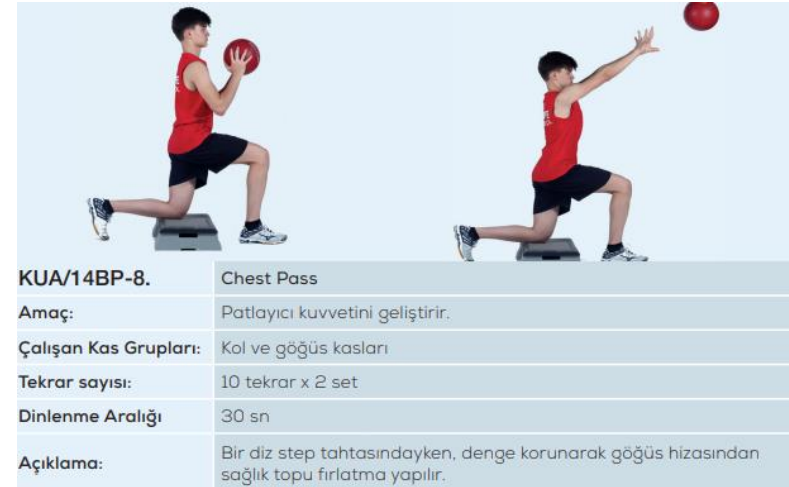 KUA/14BP-8. Chest Pass
Amaç: Patlayıcı kuvvetini geliştirir.
Çalışan Kas Grupları: Kol ve göğüs kasları
Tekrar sayısı: 10 tekrar x 2 set
Dinlenme Aralığı 30 sn
Açıklama: Bir diz step tahtasındayken, denge korunarak göğüs hizasından
sağlık topu fırlatma yapılır.